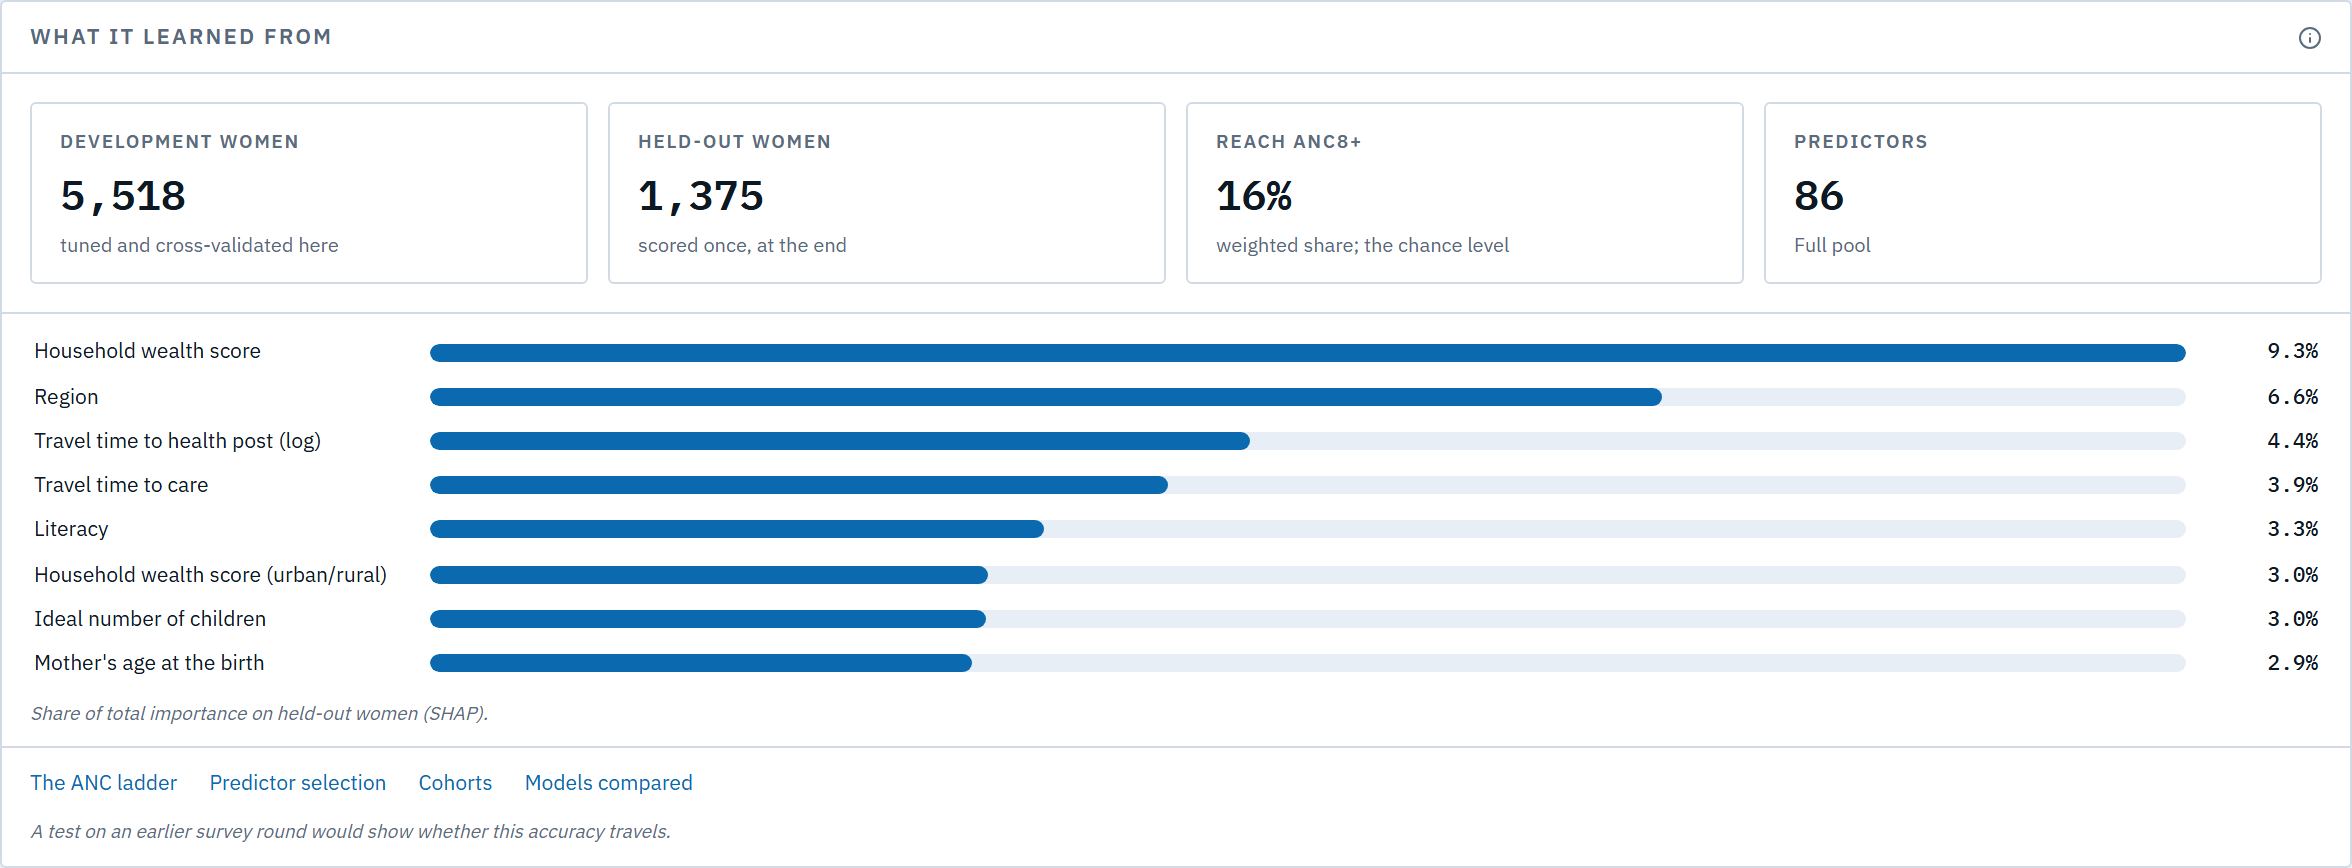 WHAT IT LEARNED FROM
DEVELOPMENT WOMEN
5,518
tuned and cross-validated here
HELD-OUT WOMEN
1,375
scored once, at the end
REACH ANC8+
16%
weighted share; the chance level
PREDICTORS
86
Full pool
Household wealth score 9.3%
Region 6.6%
Travel time to health post (log) 4.4%
Travel time to care 3.9%
Literacy 3.3%
Household wealth score (urban/rural) 3.0%
Ideal number of children 3.0%
Mother's age at the birth 2.9%
Share of total importance on held-out women (SHAP).
The ANC ladder Predictor selection Cohorts Models compared
A test on an earlier survey round would show whether this accuracy travels.